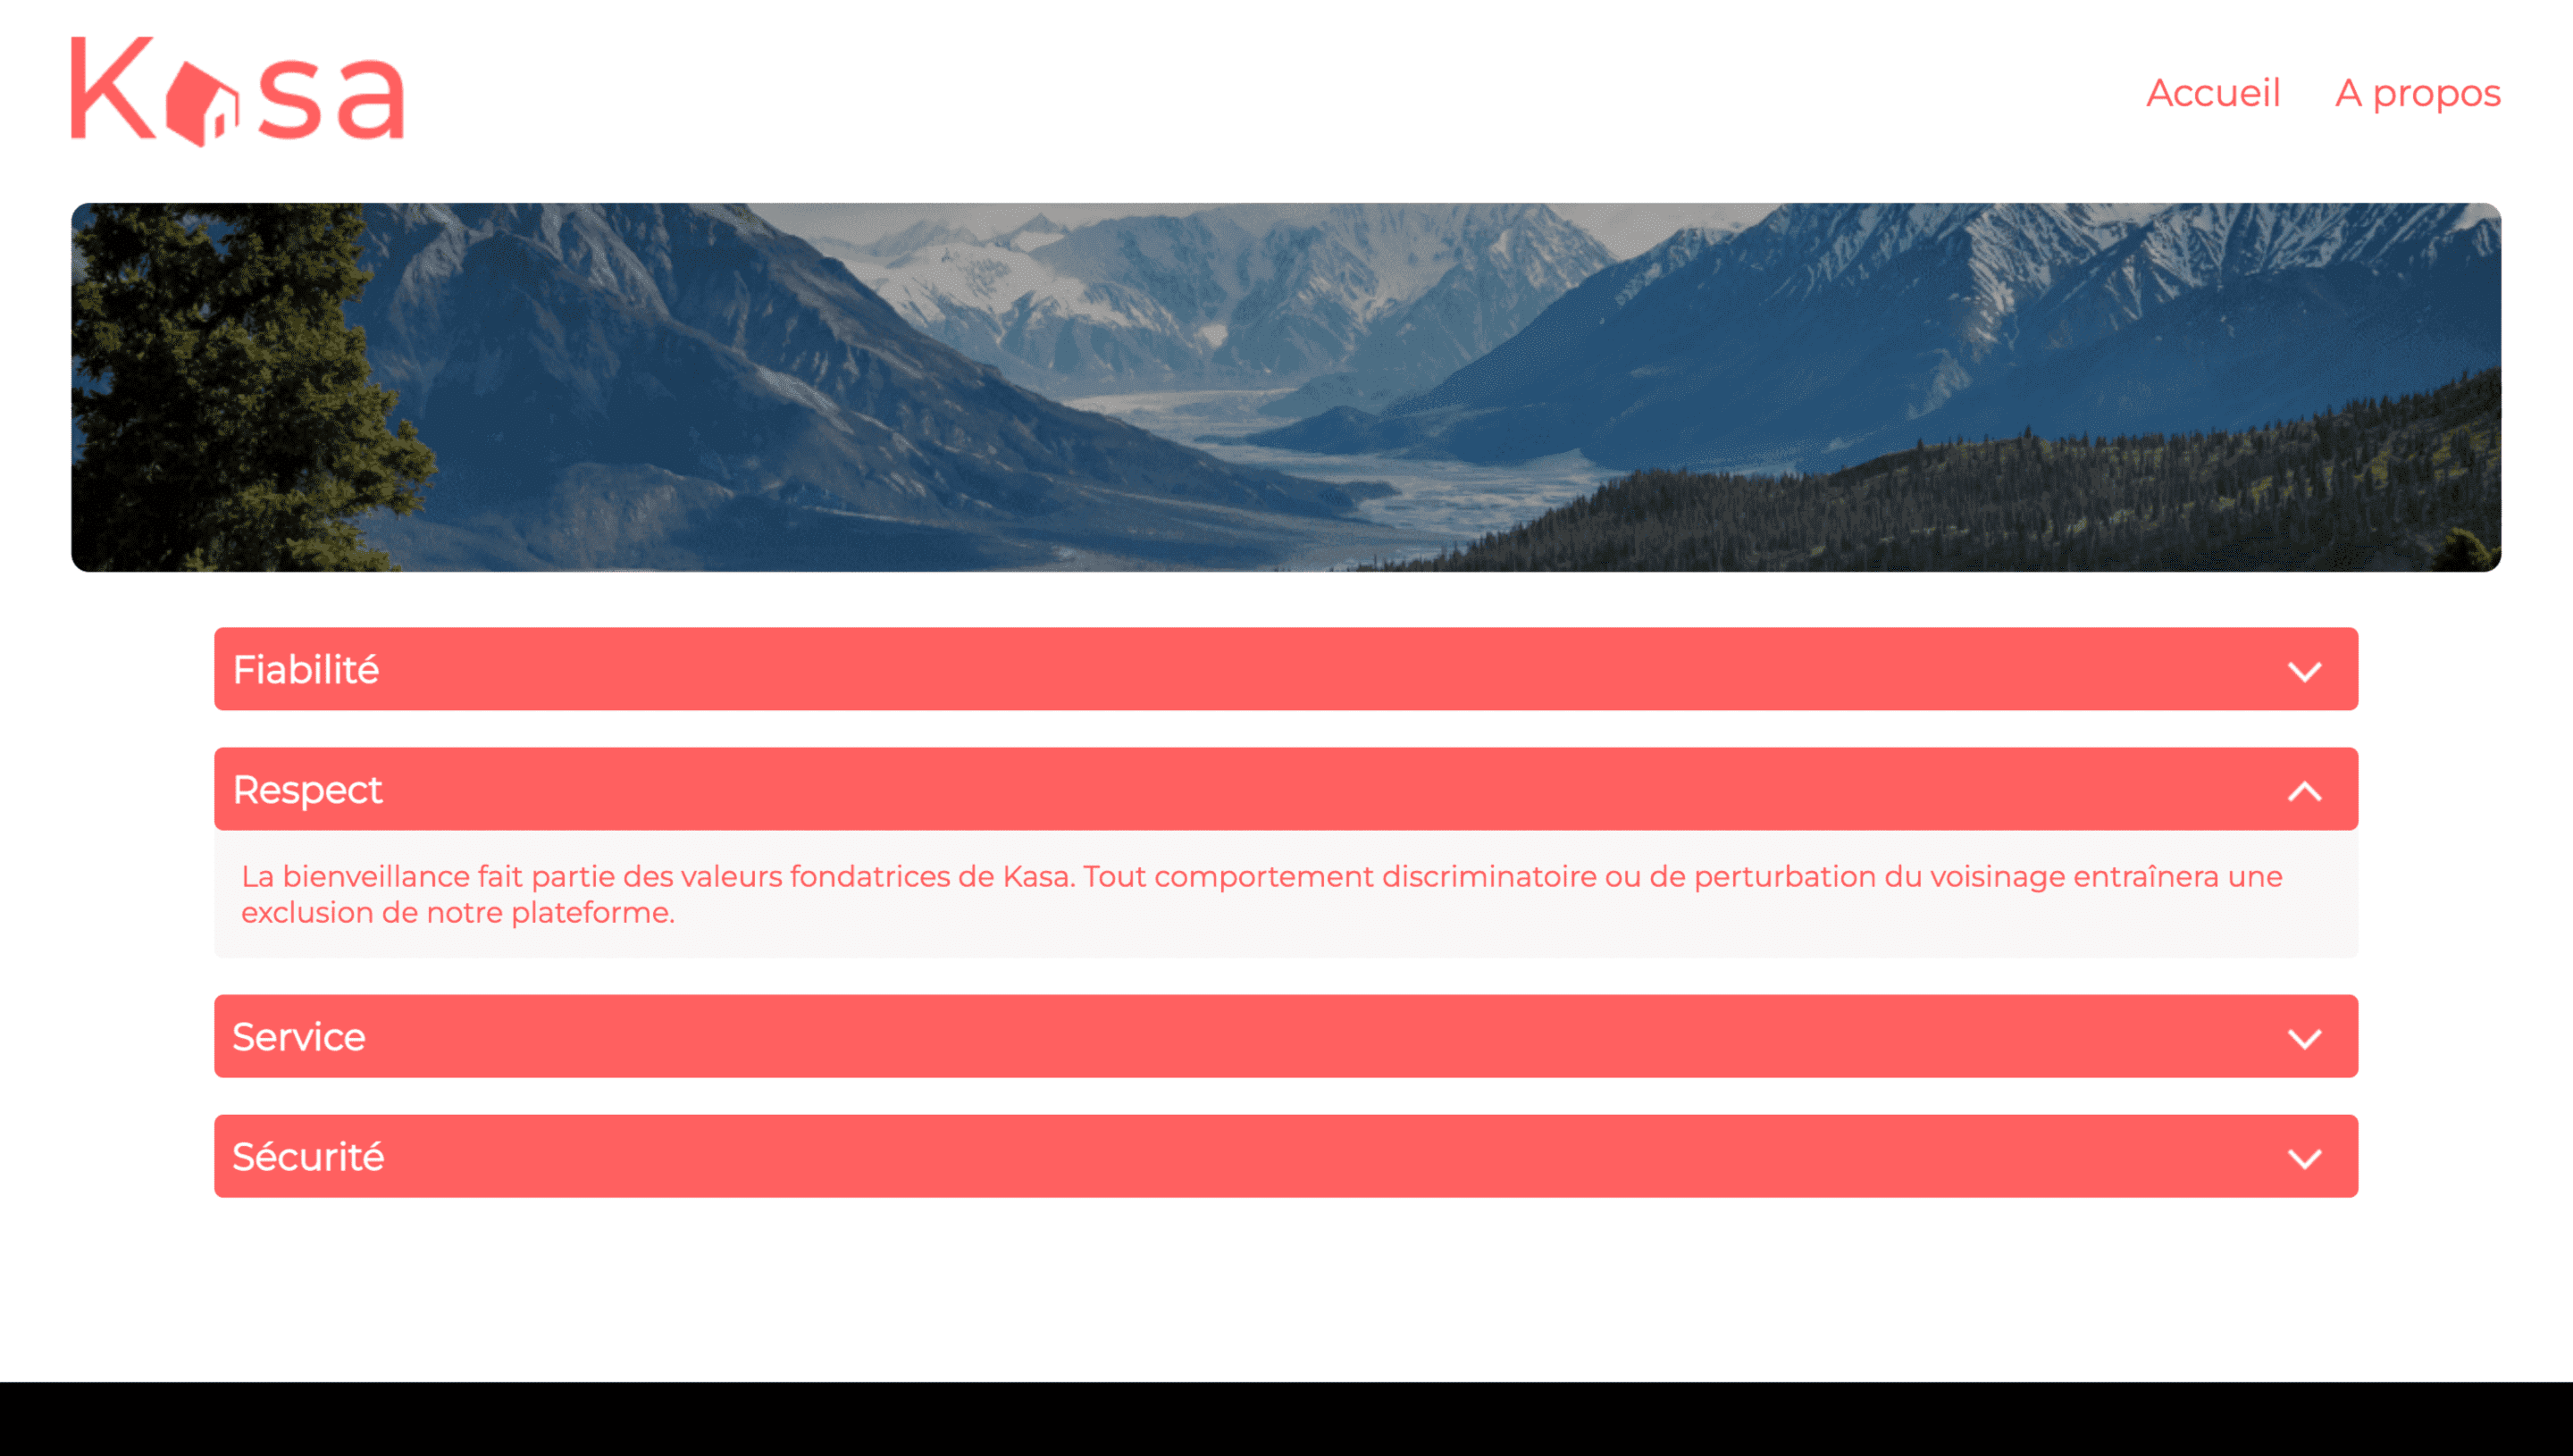 Kasa
Accueil
A propos
Fiabilité
Respect
La bienveillance fait partie des valeurs fondatrices de Kasa. Tout comportement discriminatoire ou de perturbation du voisinage entraînera une
exclusion de notre plateforme.
Service
Sécurité